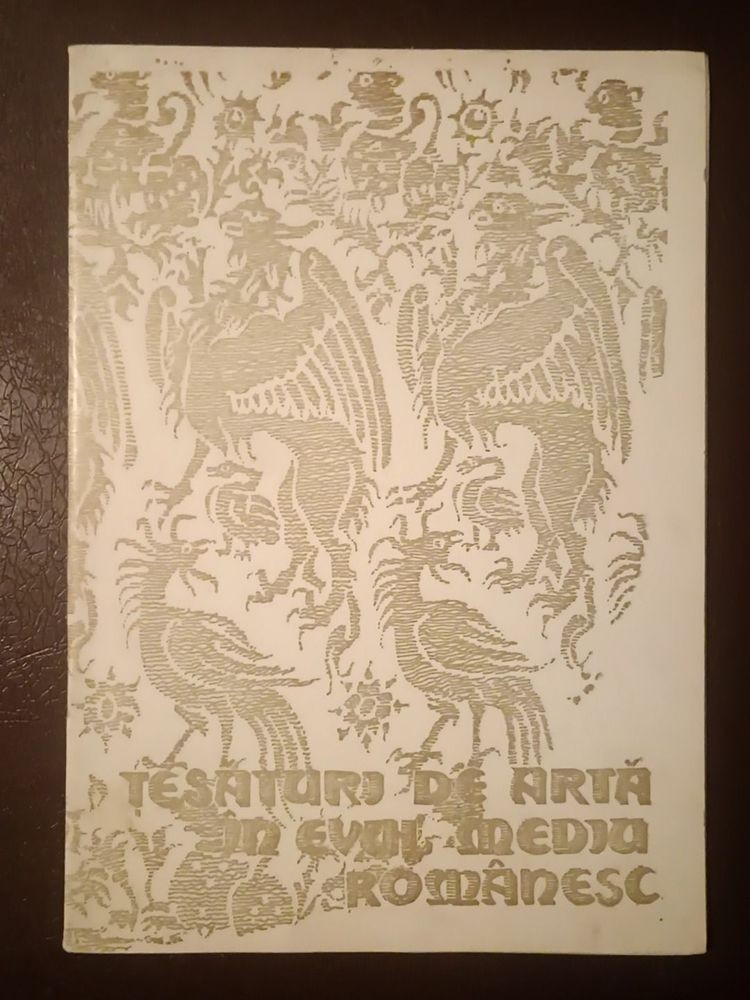 ȚESĂTURI DE ARTĂ
ÎN EVUL MEDIU
ROMÂNESC